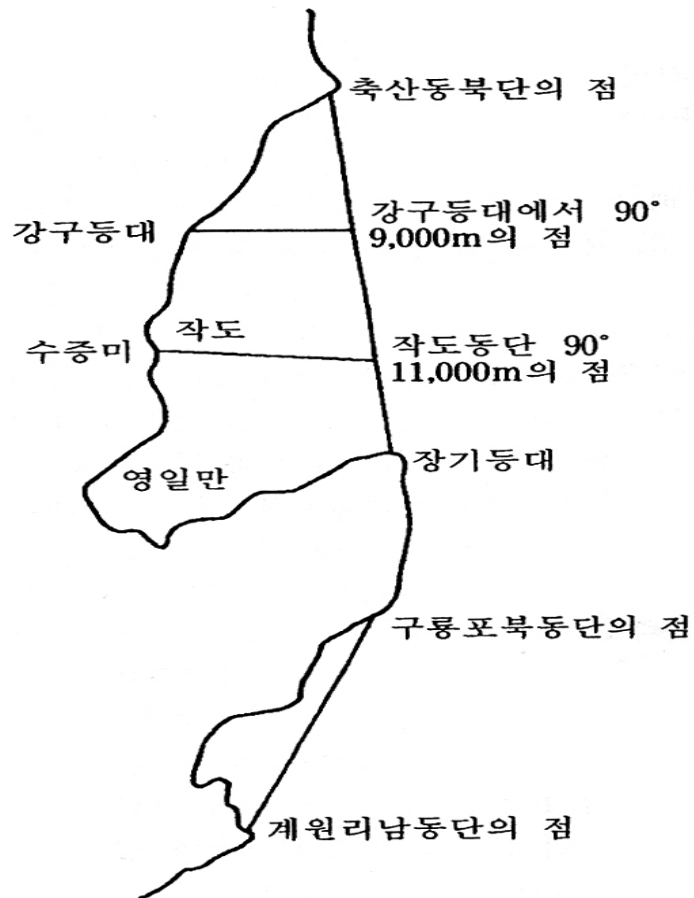 축산동북단의 점
강구등대
강구등대에서 90°
9,000m의 점
작도
수중미
작도동단 90°
11,000m의 점
영일만
장기등대
구룡포북동단의 점
계원리남동단의 점